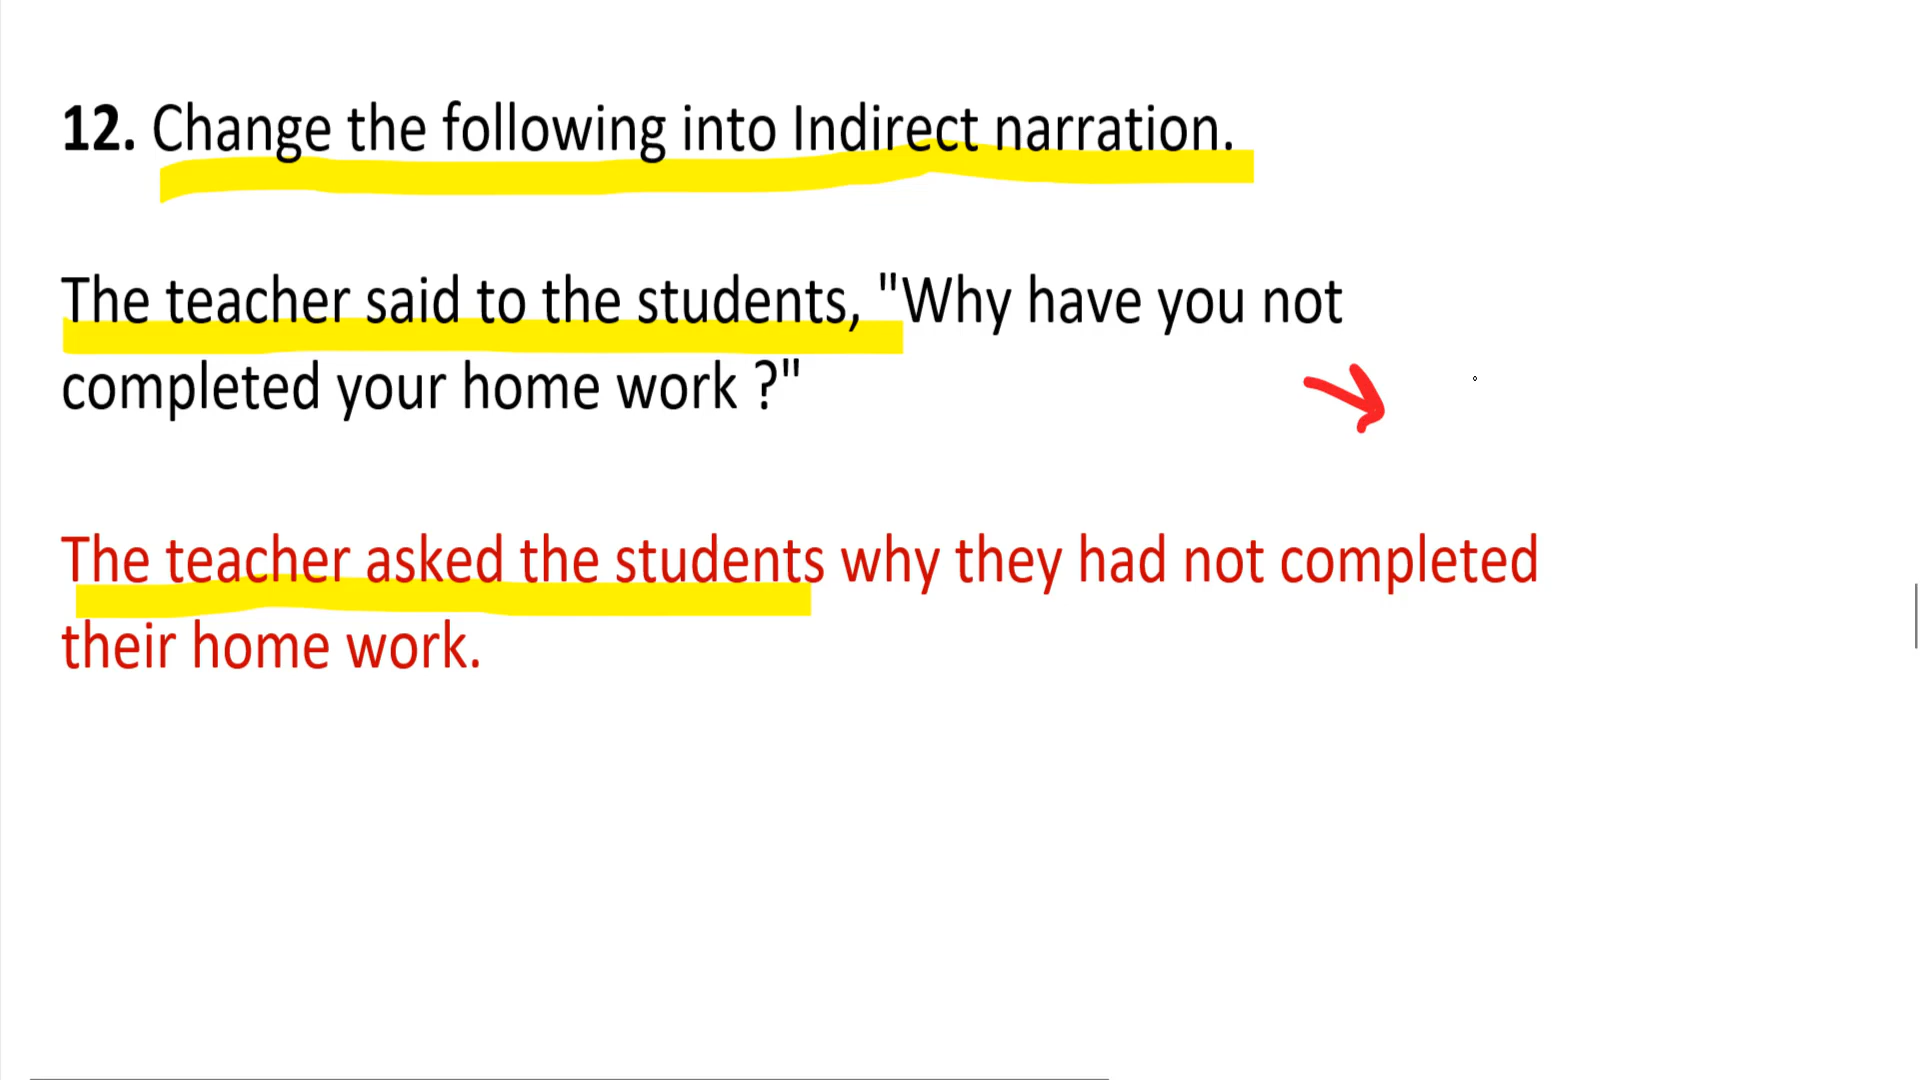 12. Change the following into Indirect narration.
The teacher said to the students, "Why have you not
completed your home work ?"
The teacher asked the students why they had not completed
their home work.